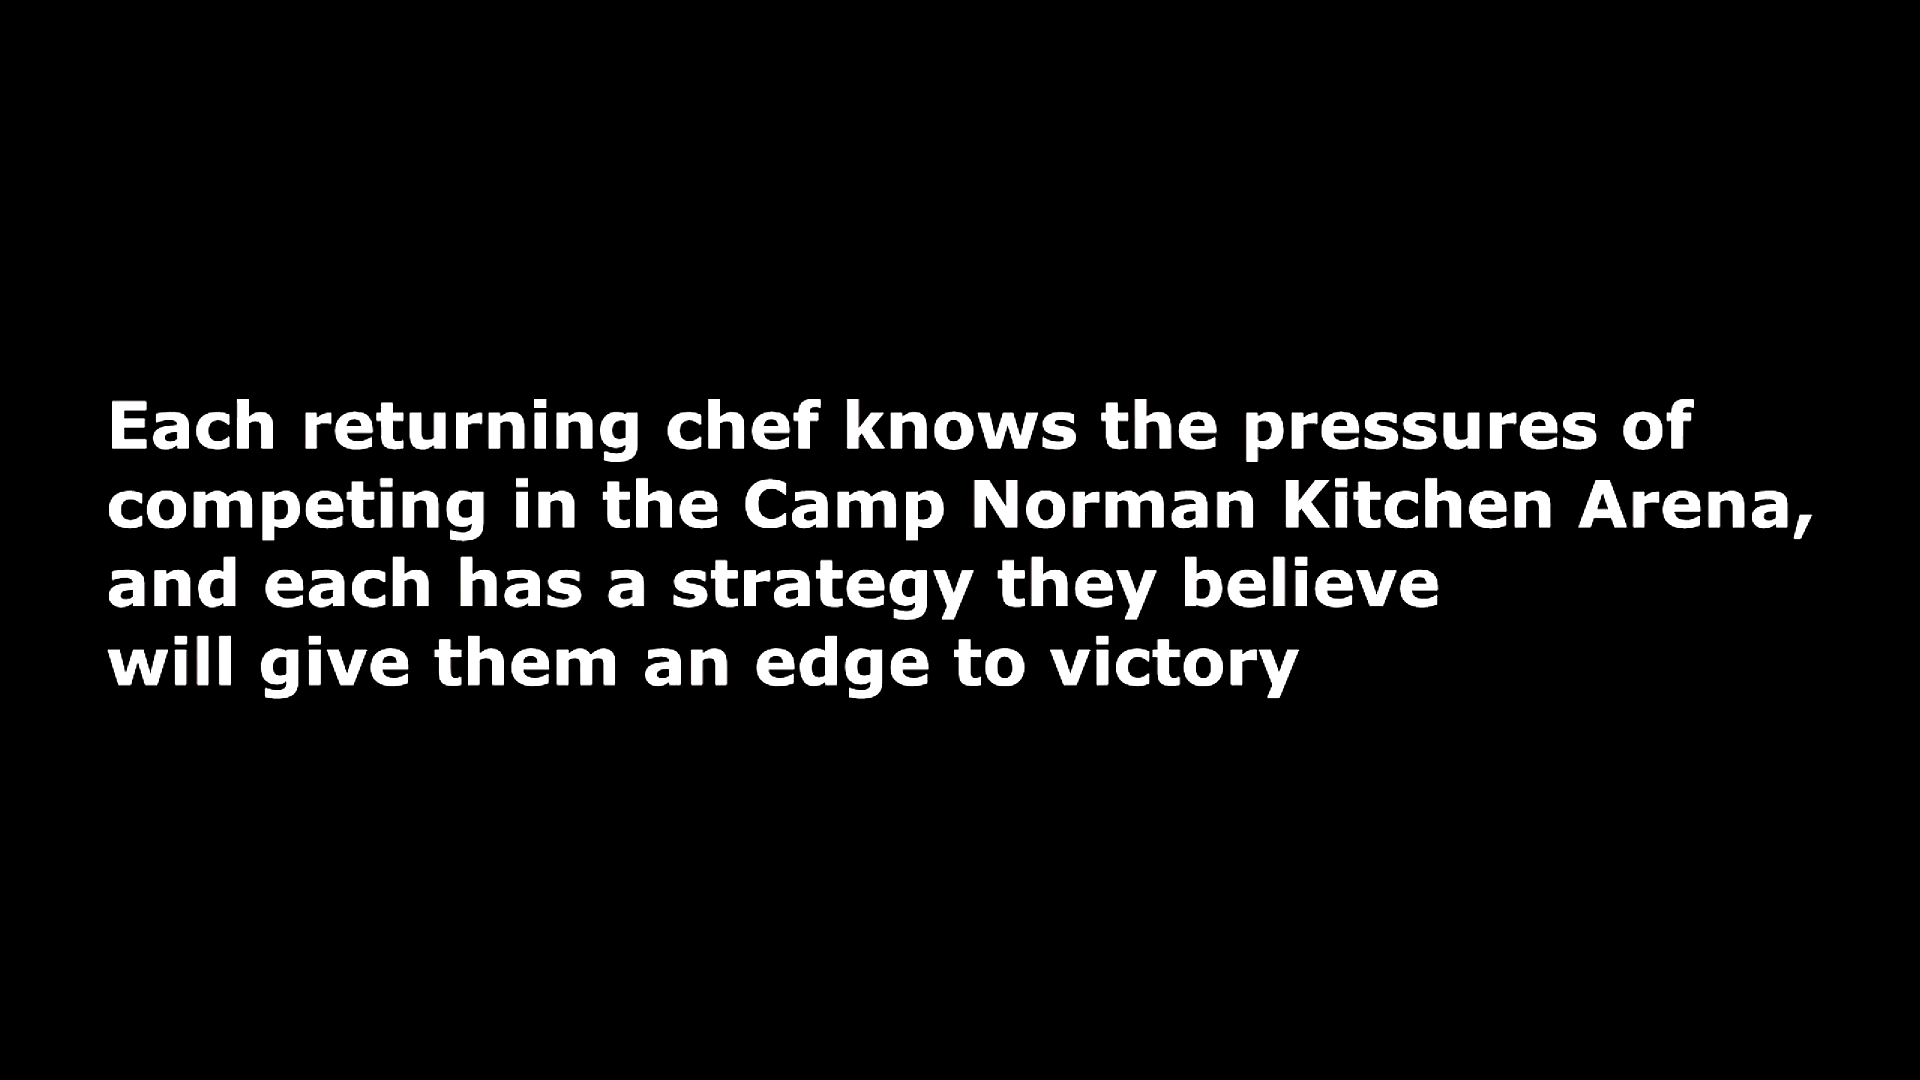 Each returning chef knows the pressures of
competing in the Camp Norman Kitchen Arena,
and each has a strategy they believe
will give them an edge to victory